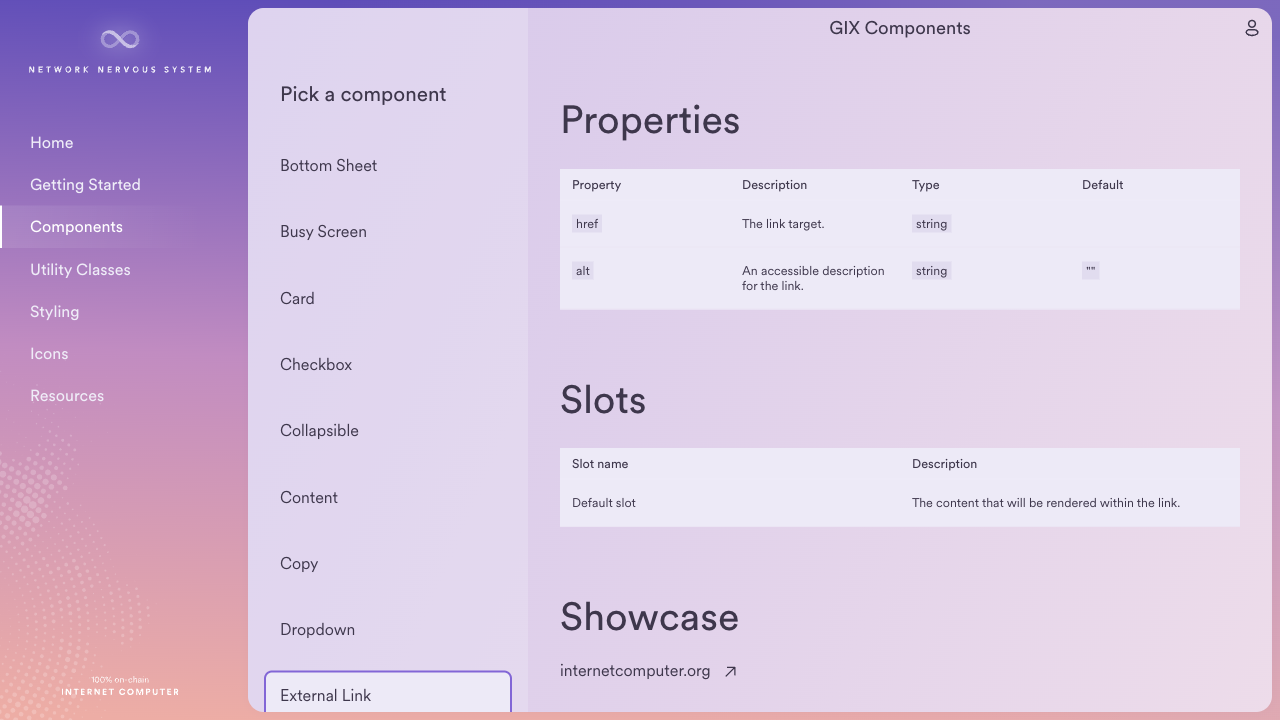 NETWORK NERVOUS SYSTEM
Home
Getting Started
Components
Utility Classes
Styling
Icons
Resources
100% on-chain
INTERNET COMPUTER
Pick a component
Bottom Sheet
Busy Screen
Card
Checkbox
Collapsible
Content
Copy
Dropdown
External Link
GIX Components
Properties
Property Description Type Default
href The link target. string
alt An accessible description string ""
for the link.
Slots
Slot name Description
Default slot The content that will be rendered within the link.
Showcase
internetcomputer.org